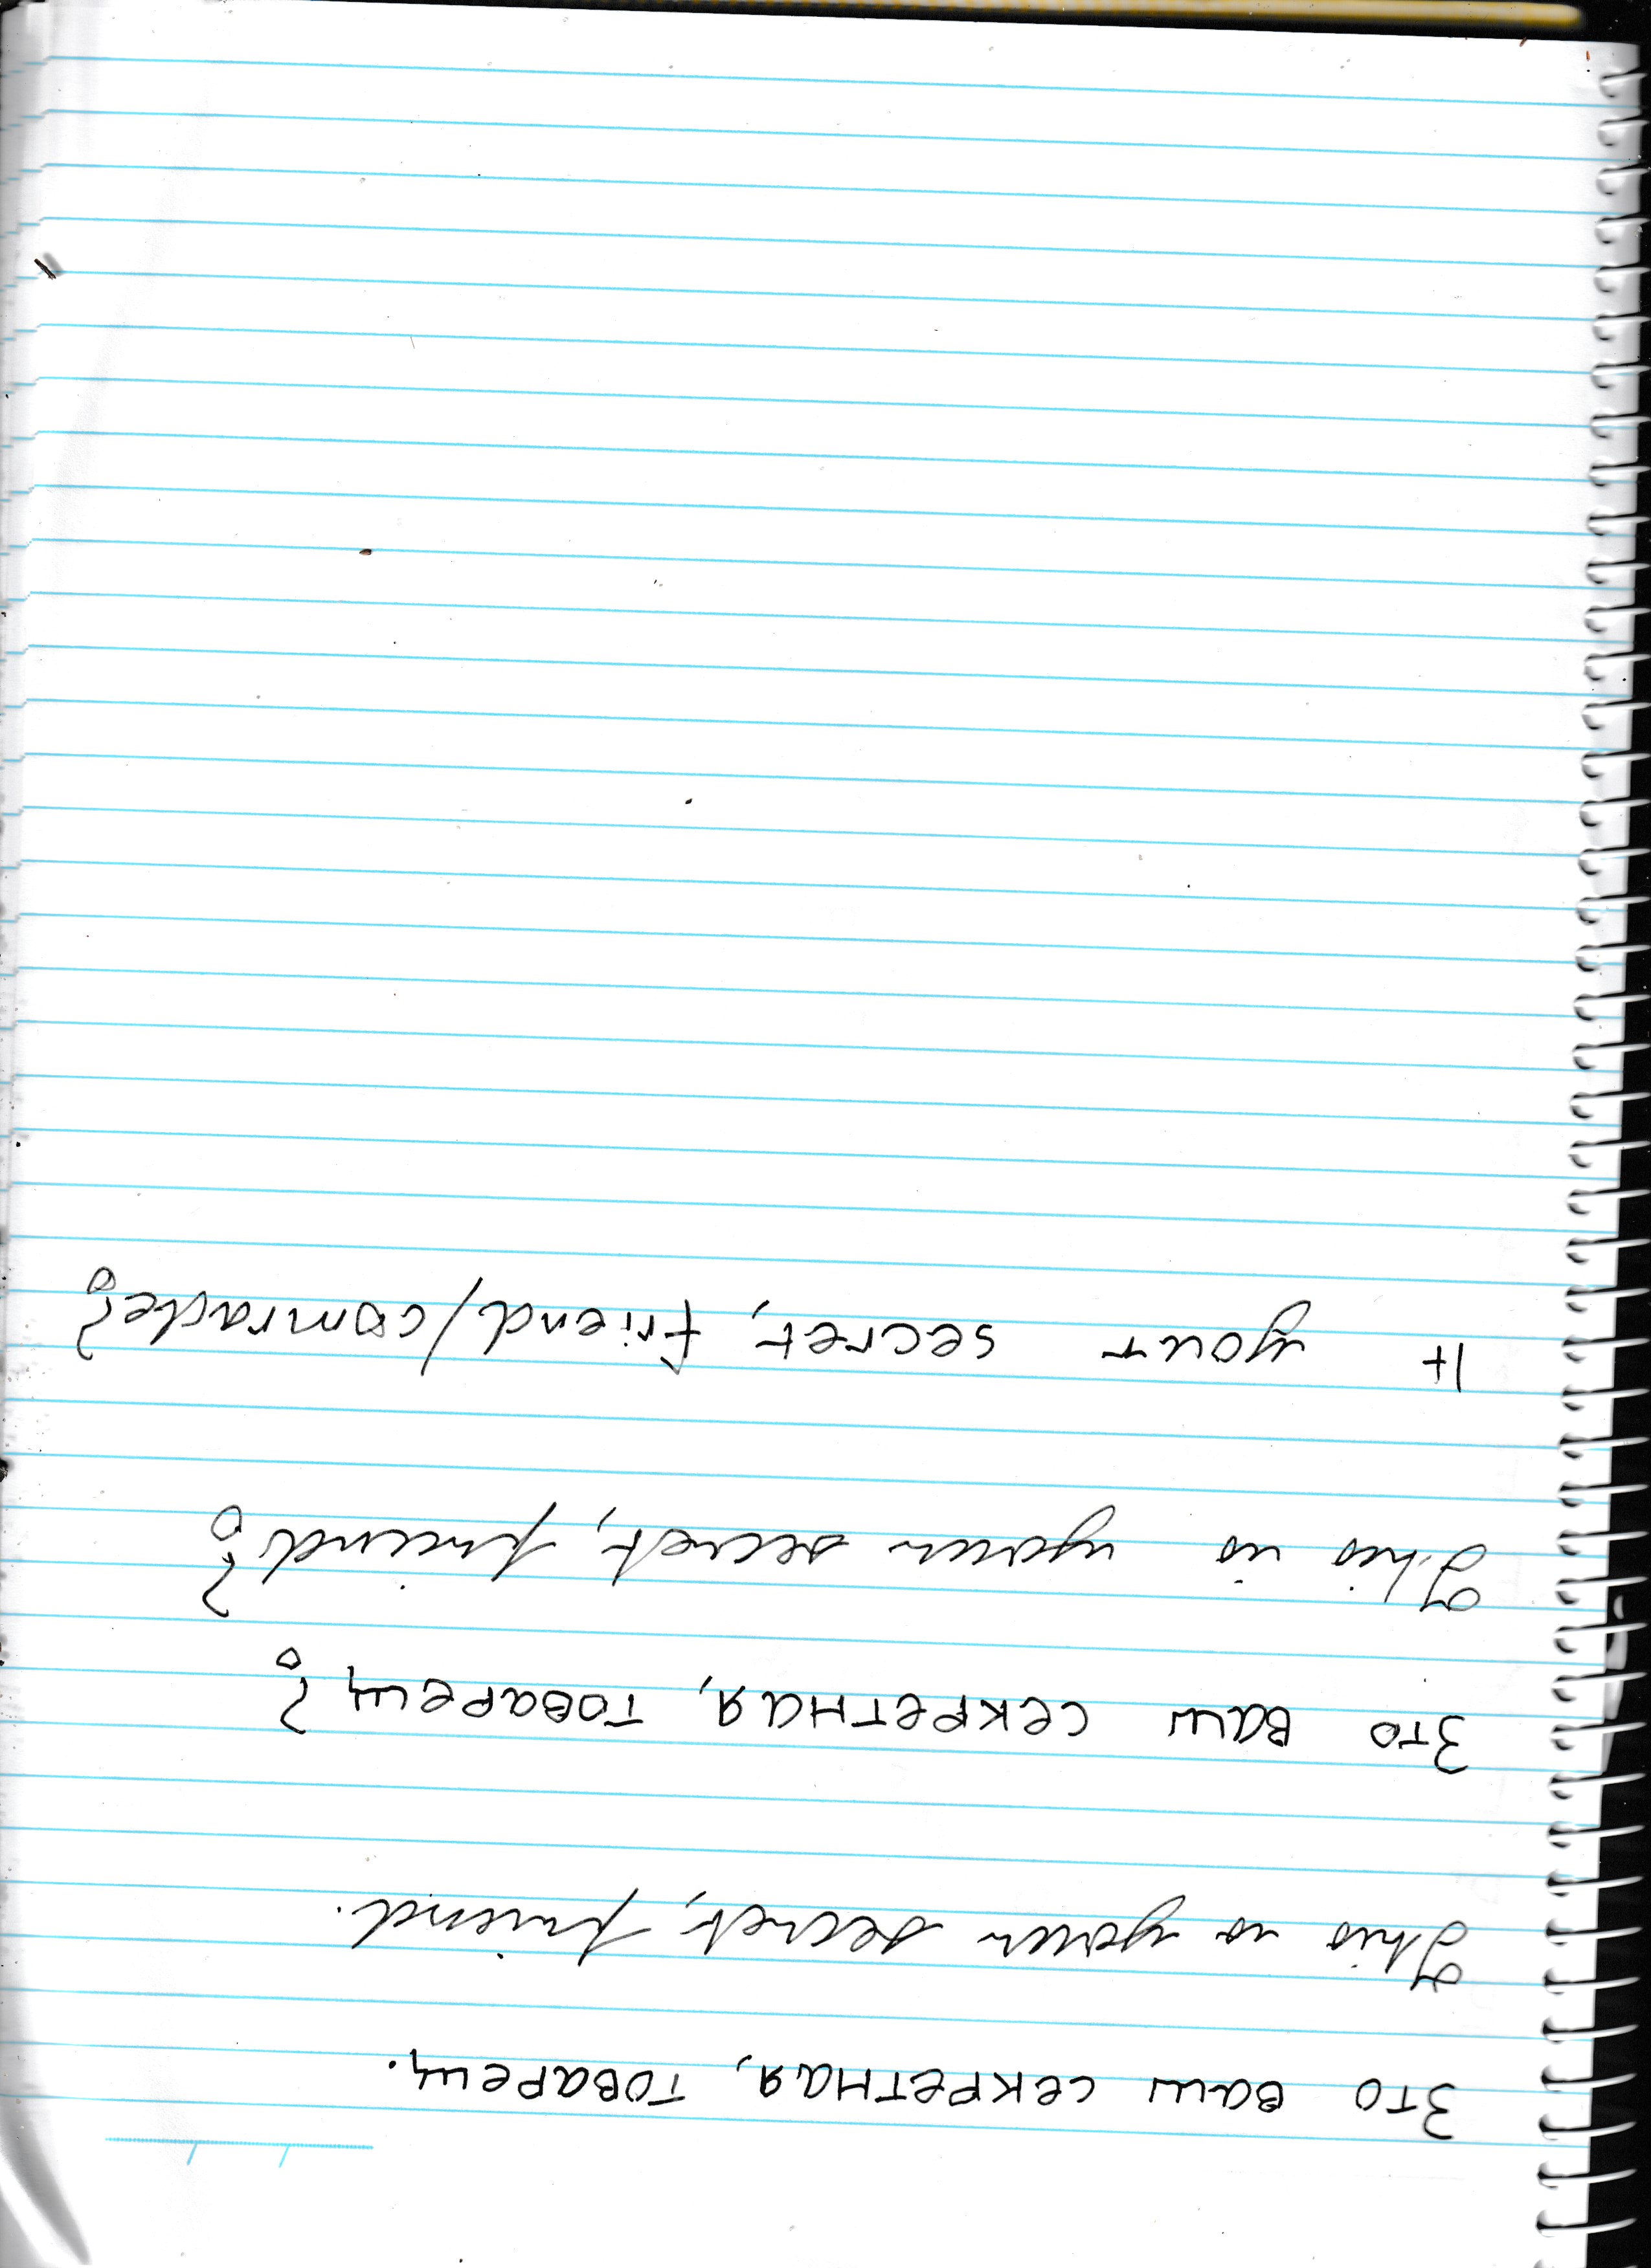 Зто ваш секретная, товарещ.
This is your secret, friend.
Зто ваш секретная, товарещ?
This is your secret, friend?
It your secret, friend/comrade?